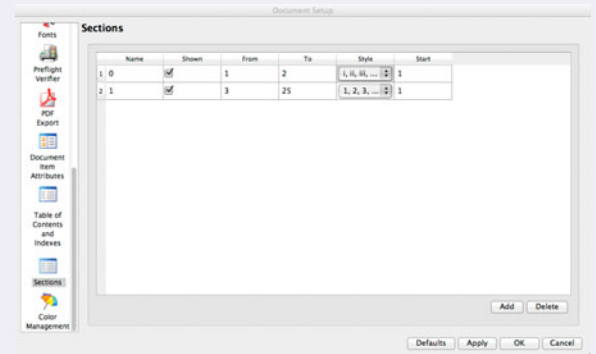 Document Setup
Fonts
Preflight
Verifier
PDF
Export
Document
Item
Attributes
Table of
Contents
and
Indexes
Sections
Color
Management
Sections
Name Shown From To Style Start
1 0 1 2 i, ii, iii, ... 1
2 1 3 25 1, 2, 3, ... 1
Add Delete
Defaults Apply OK Cancel